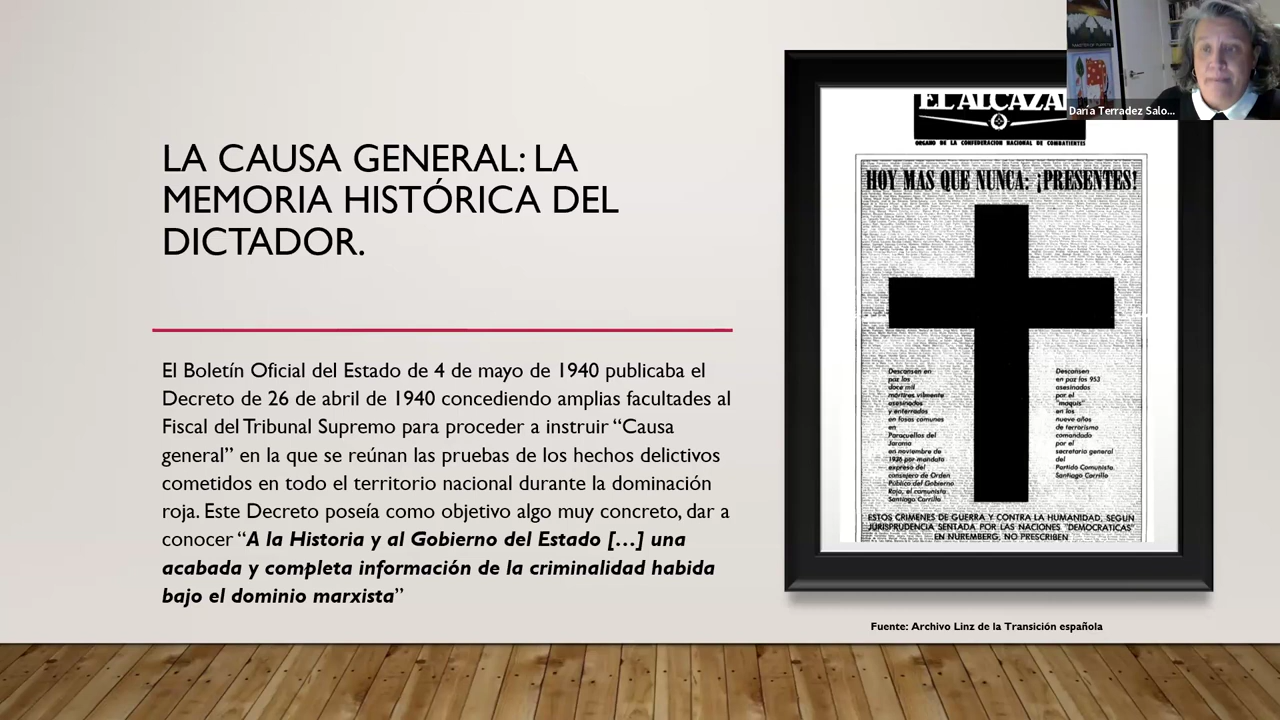 LA CAUSA GENERAL: LA
MEMORIA HISTÓRICA DEL
DICTADOR.
El Boletín Oficial del Estado de 4 de mayo de 1940 publicaba el
Decreto de 26 de abril de 1940 concediendo amplias facultades al
Fiscal del Tribunal Supremo para proceder a instruir “Causa
general” en la que se reúnan las pruebas de los hechos delictivos
cometidos en todo el territorio nacional durante la dominación
roja. Este Decreto poseía como objetivo algo muy concreto, dar a
conocer “A la Historia y al Gobierno del Estado […] una
acabada y completa información de la criminalidad habida
bajo el dominio marxista”
EL ALCAZA
ORGANO DE LA CONFEDERACION NACIONAL DE COMBATIENTES
HOY MAS QUE NUNCA: ¡PRESENTES!
Descansen en
paz los
doce mil
mártires vilmente
asesinados
y enterrados
en fosas comunes
en
Paracuellos del
Jarama
en noviembre de
1936 por mandato
expreso del
consejero de Orden
Público del Gobierno
Rojo, el comunista
Santiago Carrillo
Descansen
en paz los 953
asesinados
por el
"maquis"
en los
nueve años
de terrorismo
comandado
por el
secretario general
del
Partido Comunista
Santiago Carrillo
ESTOS CRIMENES DE GUERRA Y CONTRA LA HUMANIDAD, SEGUN
JURISPRUDENCIA SENTADA POR LAS NACIONES "DEMOCRATICAS"
EN NUREMBERG, NO PRESCRIBEN
Fuente: Archivo Linz de la Transición española
Daría Terradez Salo...